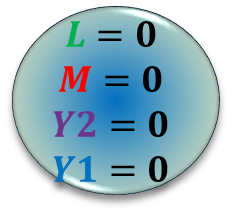 L = 0
M = 0
Y2 = 0
Y1 = 0